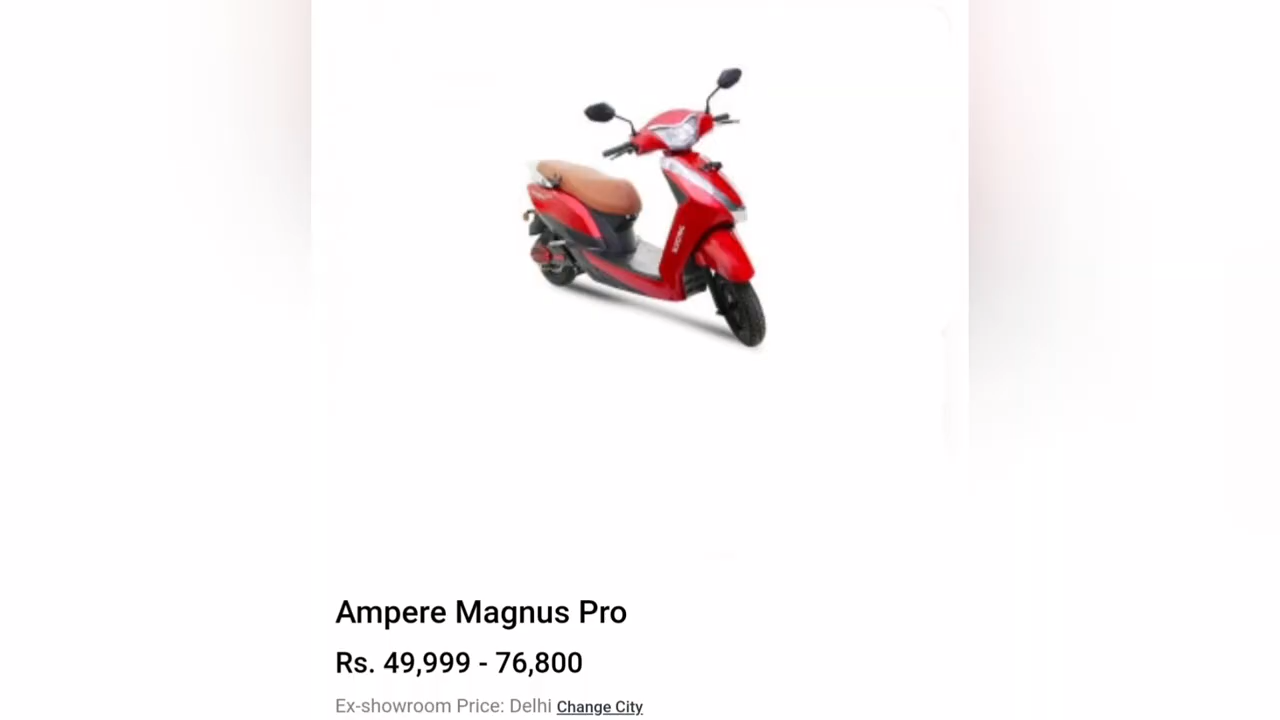 Ampere Magnus Pro
Rs. 49,999 - 76,800
Ex-showroom Price: Delhi Change City